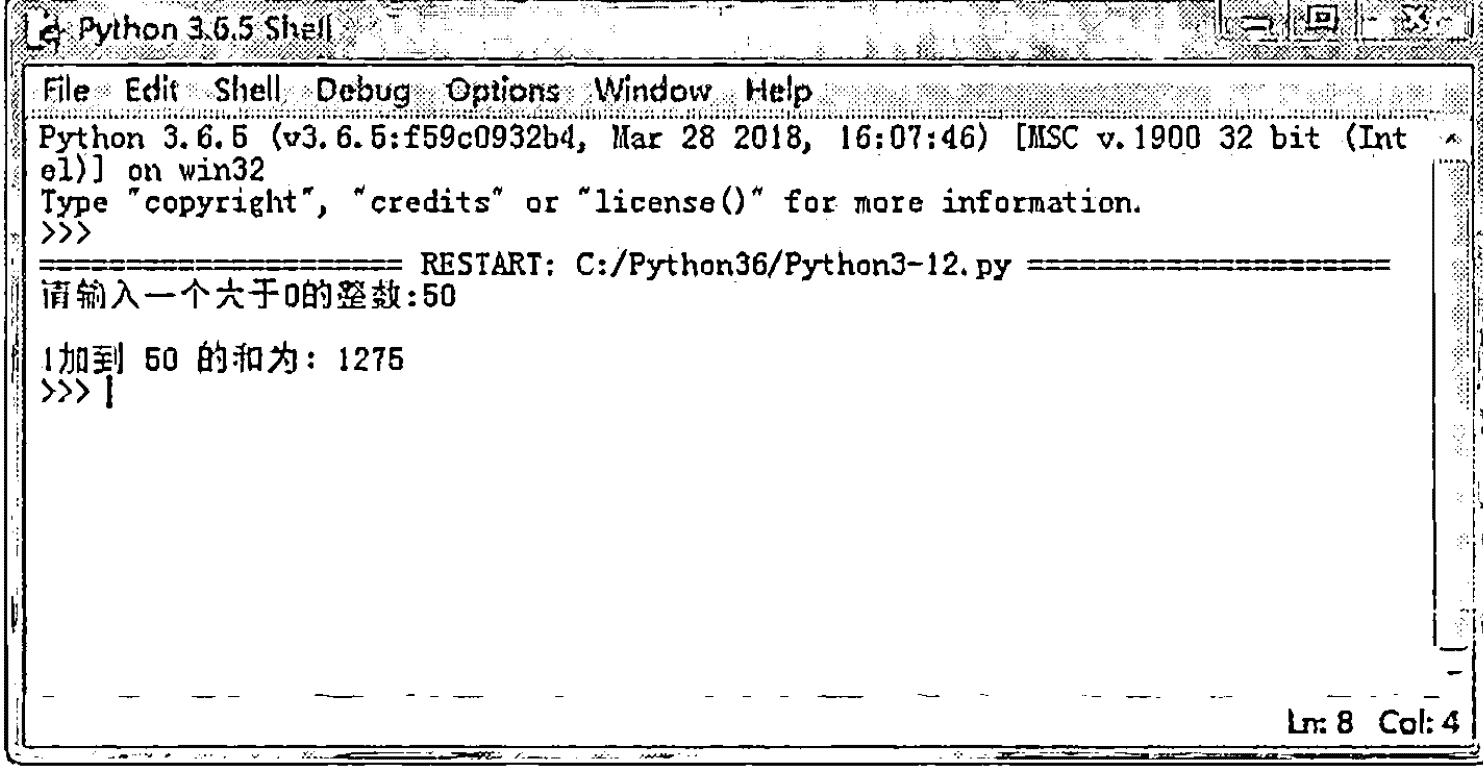 Python 3.6.5 Shell
File Edit Shell Debug Options Window Help
Python 3.6.5 (v3.6.5:f59c0932b4, Mar 28 2018, 16:07:46) [MSC v.1900 32 bit (Int
el)] on win32
Type "copyright", "credits" or "license()" for more information.
>>>
===================== RESTART: C:/Python36/Python3-12.py =====================
请输入一个大于0的整数:50
1加到 50 的和为: 1275
>>>
Ln: 8 Col: 4